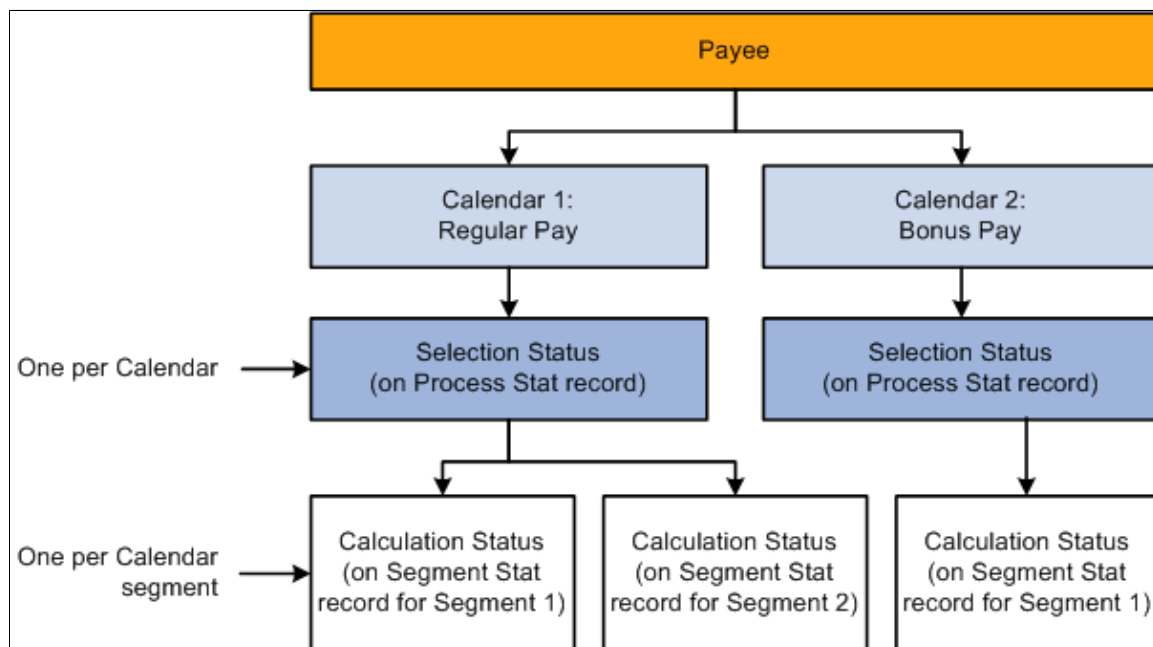 Payee
Calendar 1:
Regular Pay
Calendar 2:
Bonus Pay
One per Calendar
Selection Status
(on Process Stat record)
Selection Status
(on Process Stat record)
One per Calendar
segment
Calculation Status
(on Segment Stat
record for Segment 1)
Calculation Status
(on Segment Stat
record for Segment 2)
Calculation Status
(on Segment Stat
record for Segment 1)